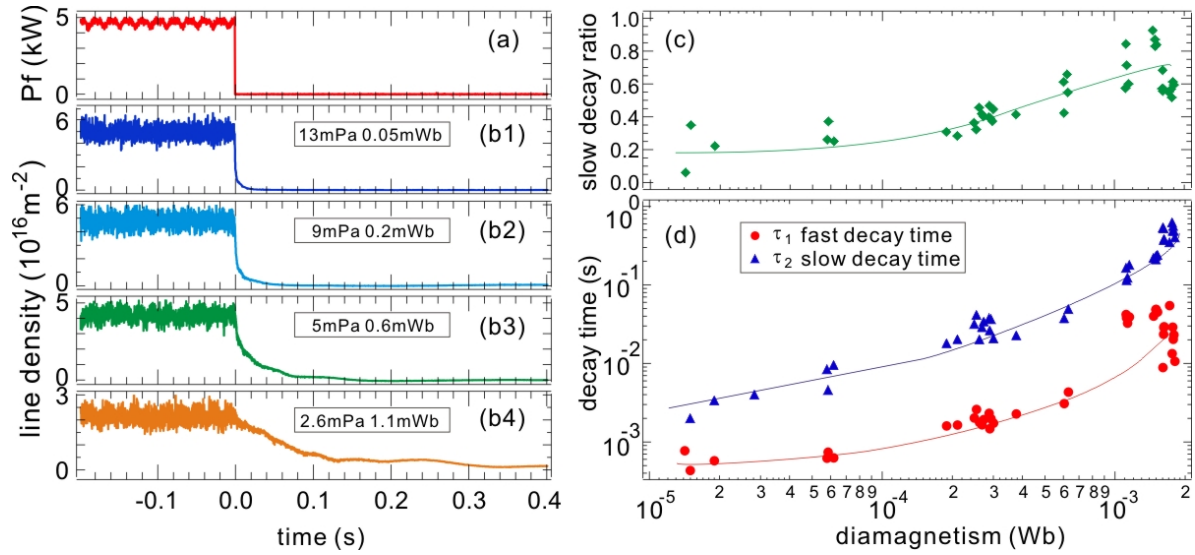 Pf (kW)
5
0
(a)
line density (10¹⁶m⁻²)
6
0
13mPa 0.05mWb
(b1)
6
0
9mPa 0.2mWb
(b2)
5
0
5mPa 0.6mWb
(b3)
3
0
2.6mPa 1.1mWb
(b4)
-0.1 0.0 0.1 0.2 0.3 0.4
time (s)
slow decay ratio
1.0
0.8
0.6
0.4
0.2
0.0
(c)
decay time (s)
10⁰
10⁻¹
10⁻²
10⁻³
(d)
τ₁ fast decay time
τ₂ slow decay time
10⁻⁵ 2 3 4 5 6 7 8 9 10⁻⁴ 2 3 4 5 6 7 8 9 10⁻³ 2
diamagnetism (Wb)